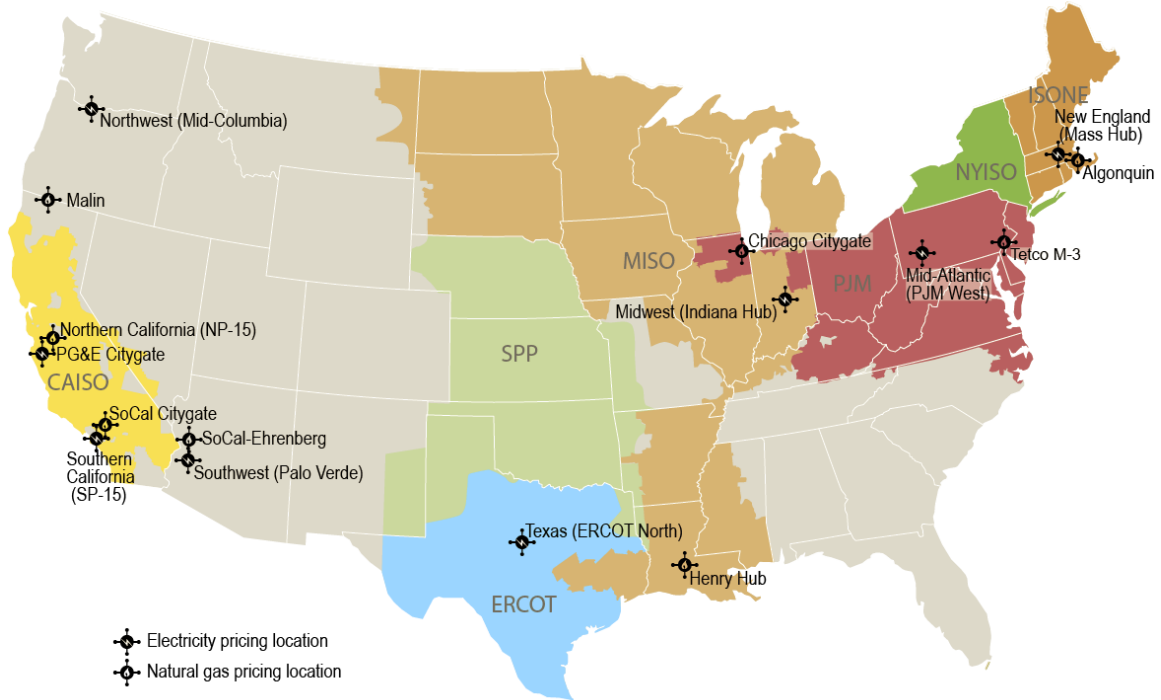 ISONE
New England
(Mass Hub)
Algonquin
Northwest (Mid-Columbia)
NYISO
Malin
Chicago Citygate
Tetco M-3
MISO
PJM
Mid-Atlantic
(PJM West)
Midwest (Indiana Hub)
Northern California (NP-15)
PG&E Citygate
SPP
CAISO
SoCal Citygate
SoCal-Ehrenberg
Southern
California
(SP-15)
Southwest (Palo Verde)
Texas (ERCOT North)
Henry Hub
ERCOT
Electricity pricing location
Natural gas pricing location